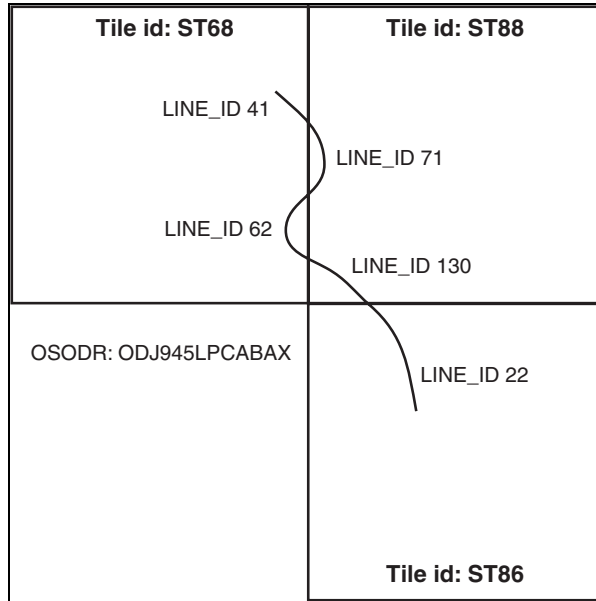 Tile id: ST68
Tile id: ST88
LINE_ID 41
LINE_ID 71
LINE_ID 62
LINE_ID 130
OSODR: ODJ945LPCABAX
LINE_ID 22
Tile id: ST86